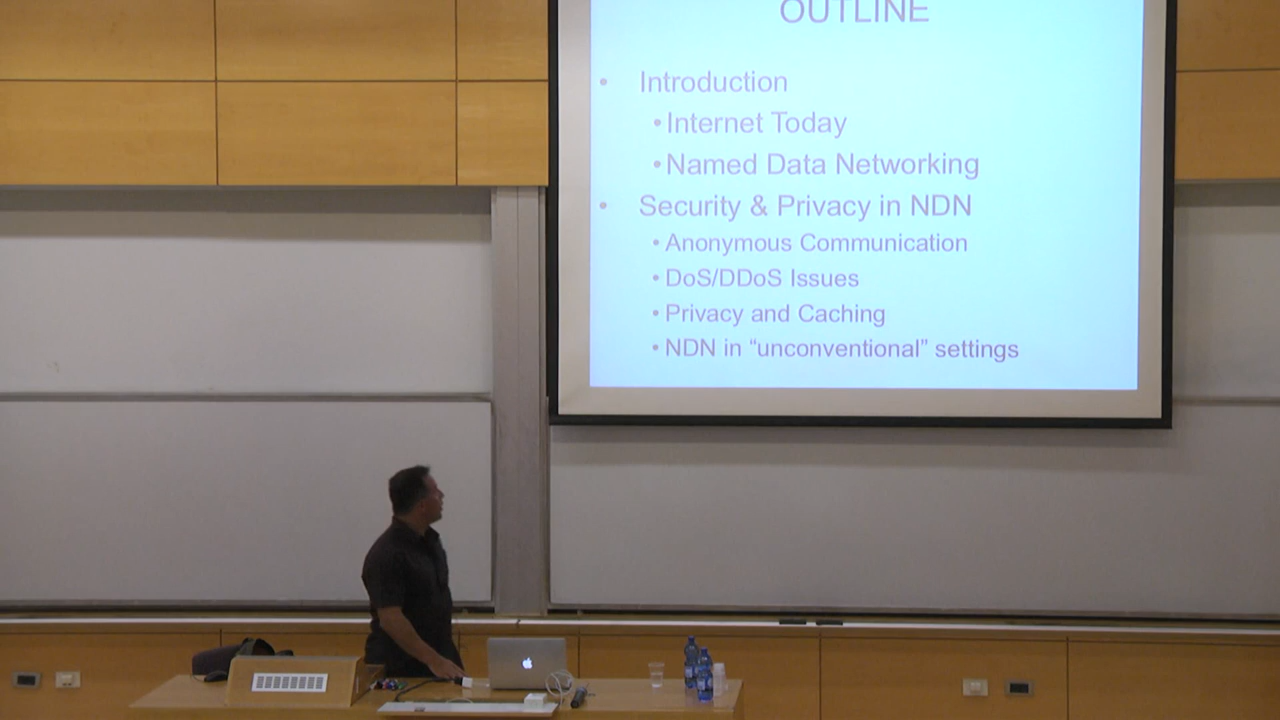 OUTLINE
• Introduction
•Internet Today
•Named Data Networking
• Security & Privacy in NDN
• Anonymous Communication
• DoS/DDoS Issues
• Privacy and Caching
• NDN in “unconventional” settings